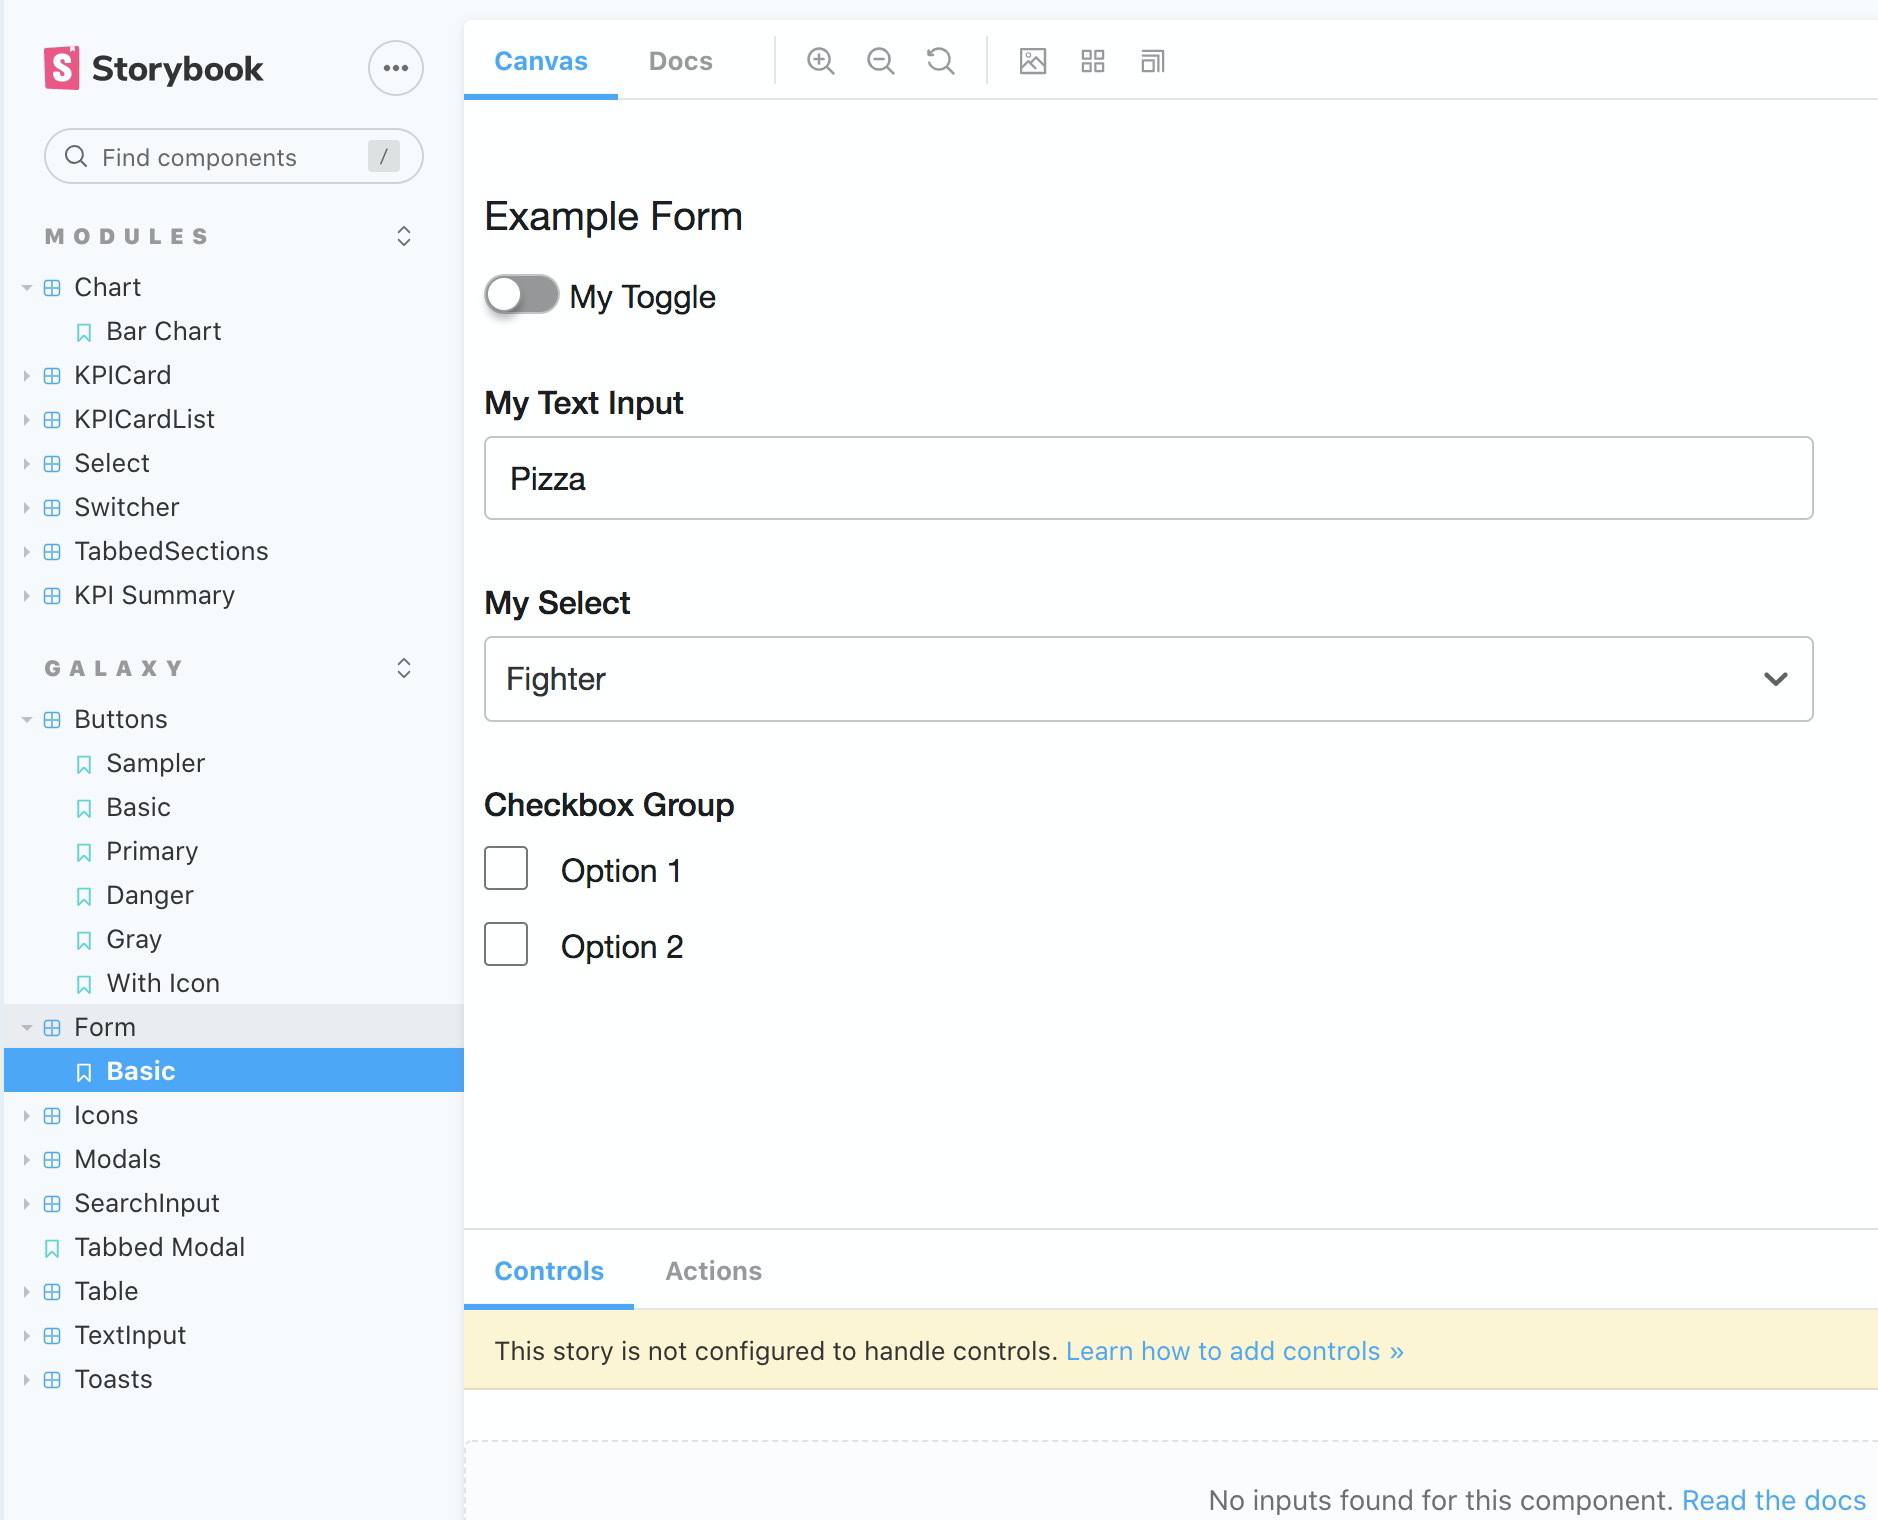 Storybook
Find components
/
MODULES
Chart
Bar Chart
KPICard
KPICardList
Select
Switcher
TabbedSections
KPI Summary
GALAXY
Buttons
Sampler
Basic
Primary
Danger
Gray
With Icon
Form
Basic
Icons
Modals
SearchInput
Tabbed Modal
Table
TextInput
Toasts
Canvas Docs
Example Form
My Toggle
My Text Input
Pizza
My Select
Fighter
Checkbox Group
Option 1
Option 2
Controls Actions
This story is not configured to handle controls. Learn how to add controls »
No inputs found for this component. Read the docs